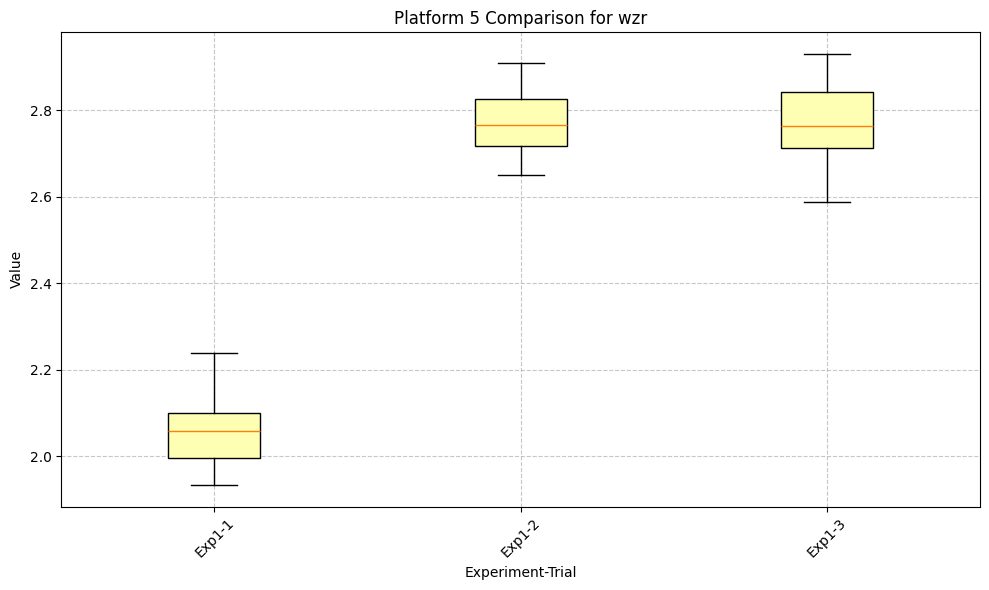 Platform 5 Comparison for wzr
Value
2.8
2.6
2.4
2.2
2.0
Exp1-1
Exp1-2
Exp1-3
Experiment-Trial